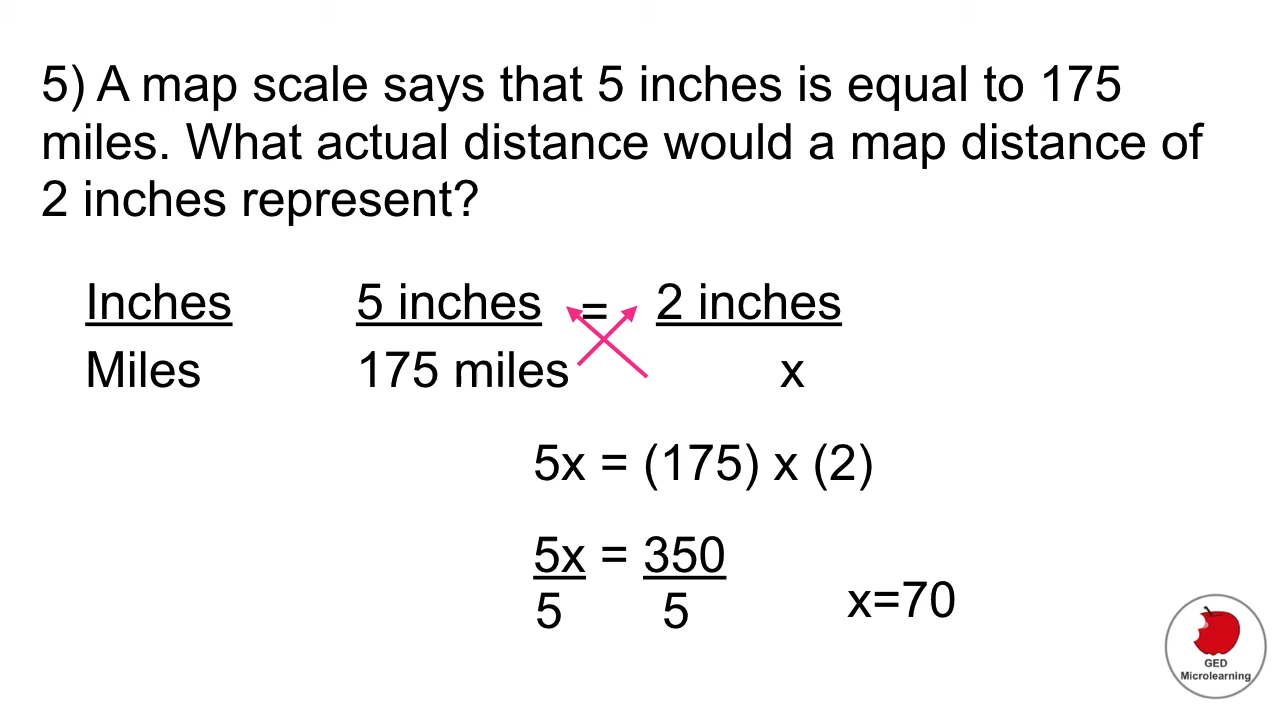 5) A map scale says that 5 inches is equal to 175
miles. What actual distance would a map distance of
2 inches represent?
Inches 5 inches = 2 inches
Miles 175 miles x
5x = (175) x (2)
5x = 350
5 5
x=70
GED
Microlearning